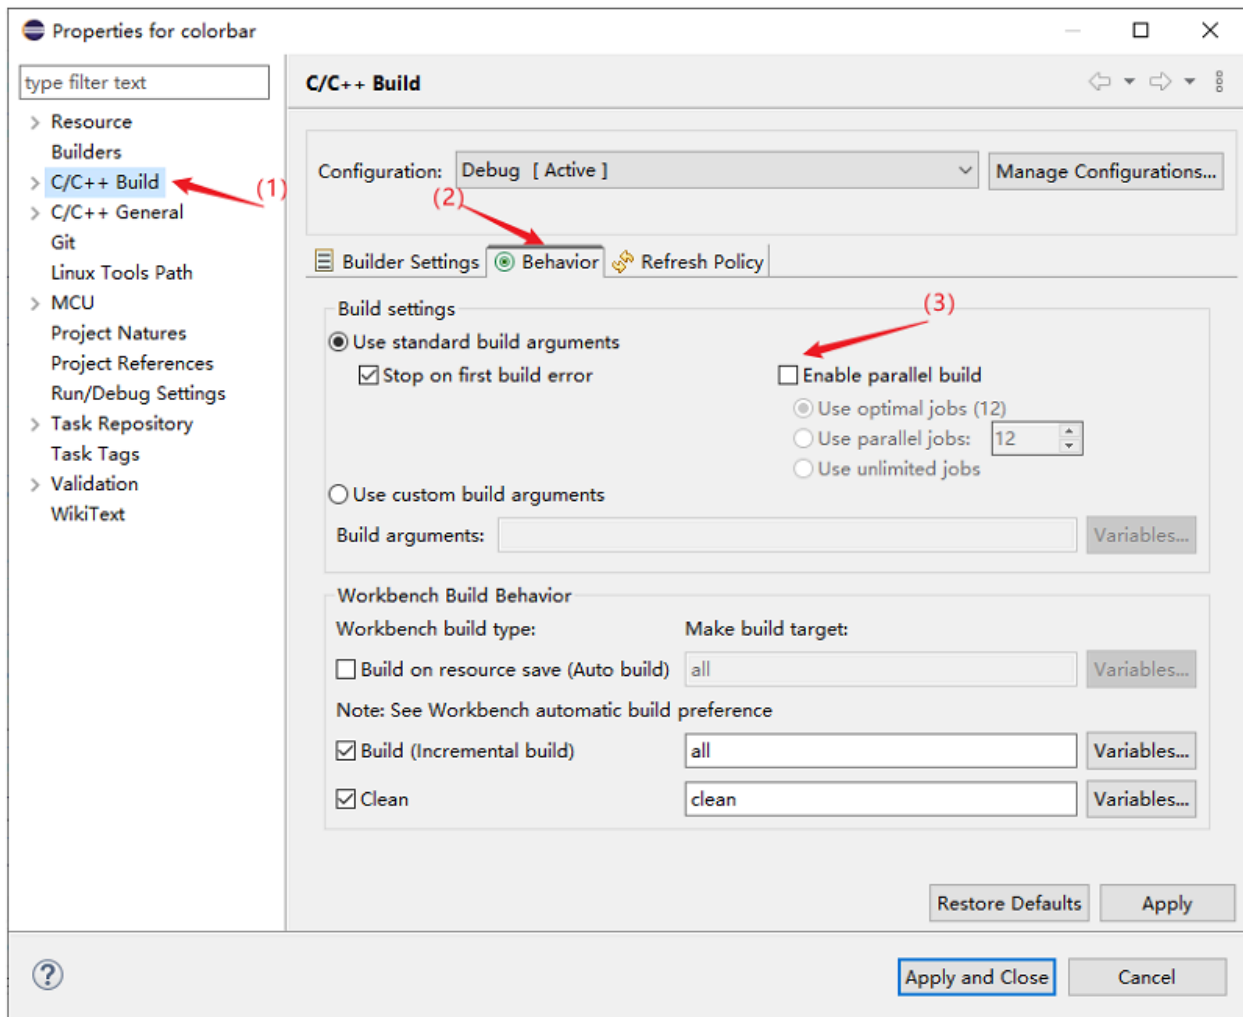 Properties for colorbar
type filter text
Resource
Builders
C/C++ Build
C/C++ General
Git
Linux Tools Path
MCU
Project Natures
Project References
Run/Debug Settings
Task Repository
Task Tags
Validation
WikiText
(1)
C/C++ Build
Configuration: Debug [ Active ] Manage Configurations...
(2)
Builder Settings Behavior Refresh Policy
Build settings
(3)
Use standard build arguments
Stop on first build error Enable parallel build
Use optimal jobs (12)
Use parallel jobs: 12
Use unlimited jobs
Use custom build arguments
Build arguments: Variables...
Workbench Build Behavior
Workbench build type: Make build target:
Build on resource save (Auto build) all Variables...
Note: See Workbench automatic build preference
Build (Incremental build) all Variables...
Clean clean Variables...
Restore Defaults Apply
? Apply and Close Cancel